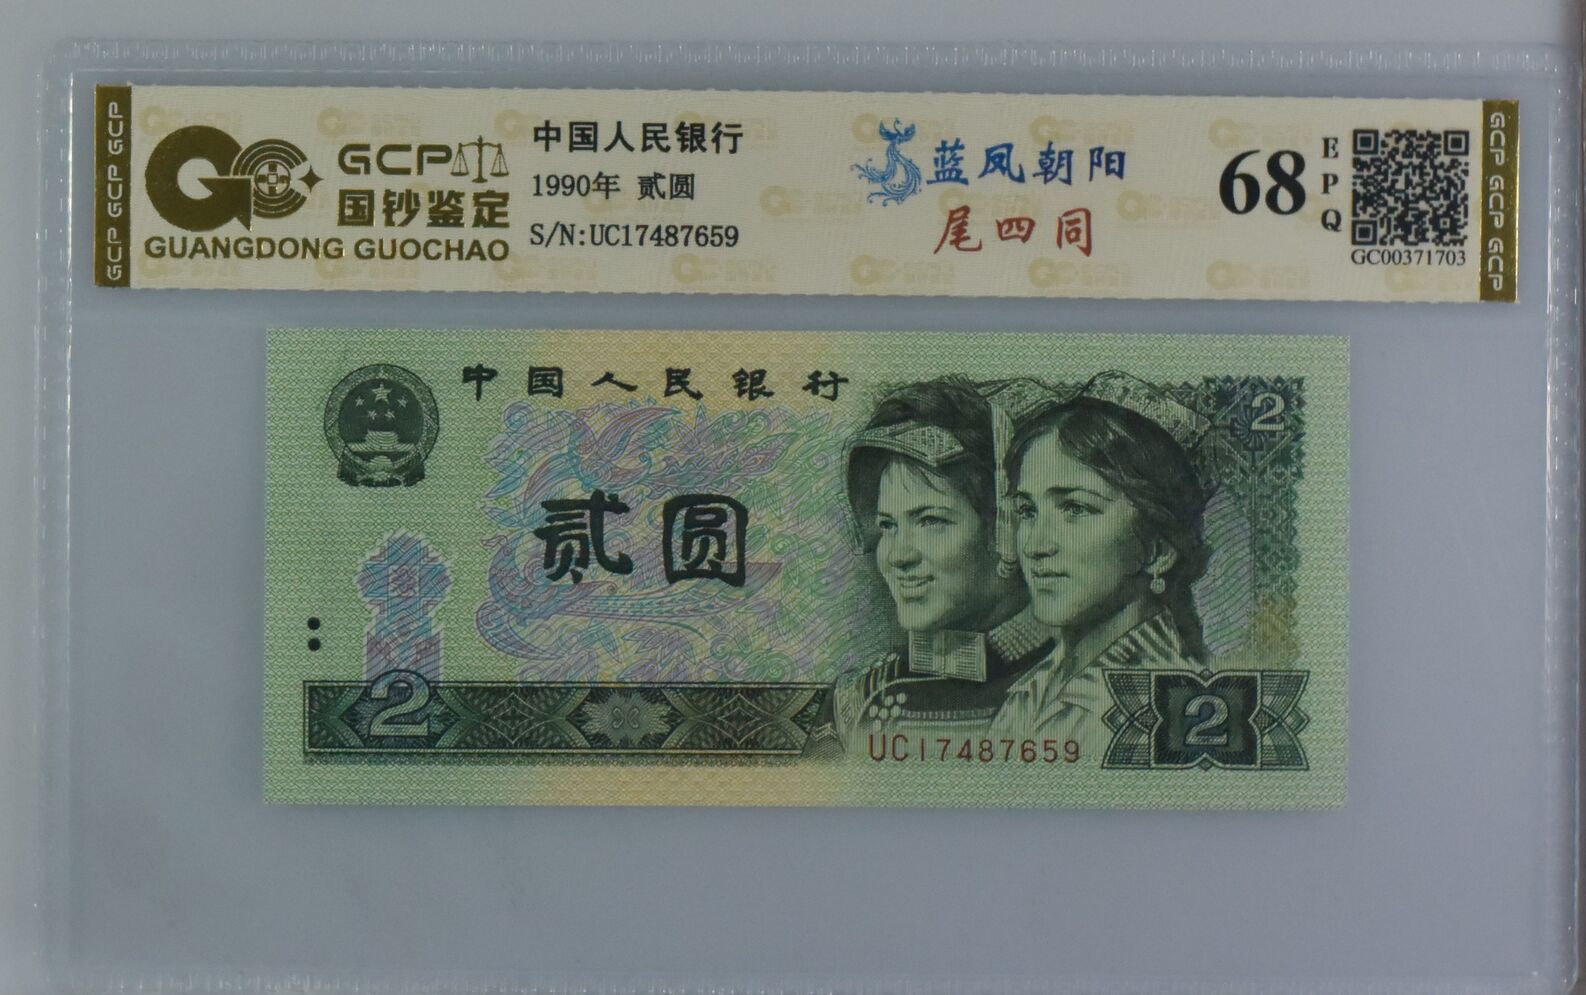 GCP GCP GCP
GCP
国钞鉴定
GUANGDONG GUOCHAO
中国人民银行
1990年 贰圆
S/N:UC17487659
蓝凤朝阳
尾四同
68
EPQ
GC00371703
GCP GCP GCP
中国人民银行
2
贰圆
2
2
UC17487659